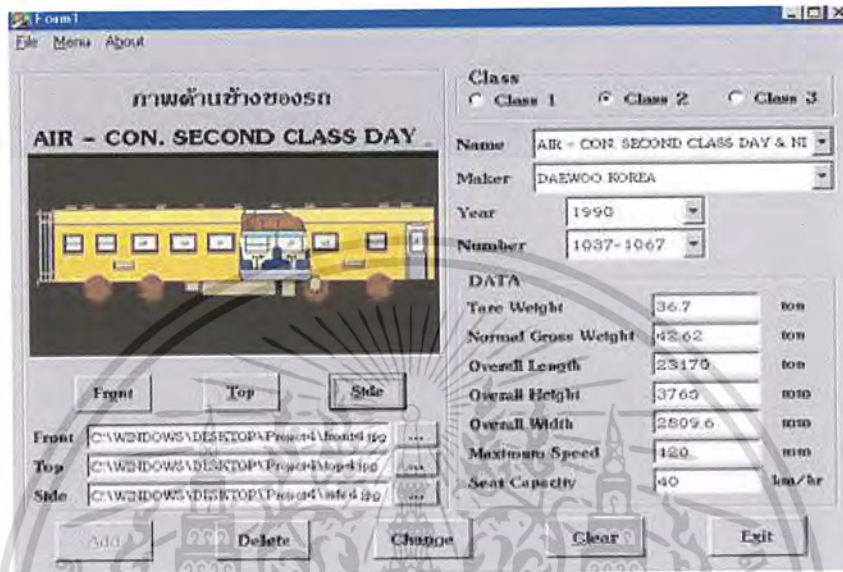 Form1
File Menu About
ภาพด้านข้างของรถ
AIR - CON. SECOND CLASS DAY
Front Top Side
Front C:\WINDOWS\DESKTOP\Project4\front4.jpg ...
Top C:\WINDOWS\DESKTOP\Project4\top4.jpg ...
Side C:\WINDOWS\DESKTOP\Project4\side4.jpg ...
Class
Class 1 Class 2 Class 3
Name AIR - CON. SECOND CLASS DAY & NI
Maker DAEWOO KOREA
Year 1990
Number 1037-1067
DATA
Tare Weight 36.7 ton
Normal Gross Weight 42.62 ton
Overall Length 23170 ton
Overall Height 3765 mm
Overall Width 2809.6 mm
Maximum Speed 120 mm
Seat Capacity 40 km/hr
Add Delete Change Clear Exit